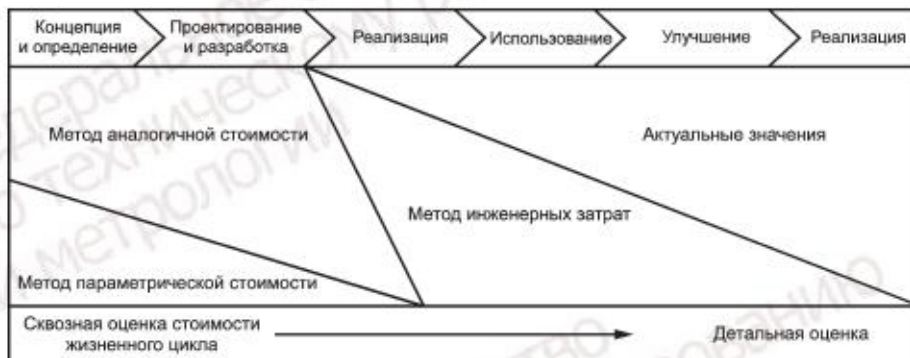 Концепция
и определение
Проектирование
и разработка
Реализация
Использование
Улучшение
Реализация
Метод аналогичной стоимости
Актуальные значения
Метод инженерных затрат
Метод параметрической стоимости
Сквозная оценка стоимости
жизненного цикла
Детальная оценка